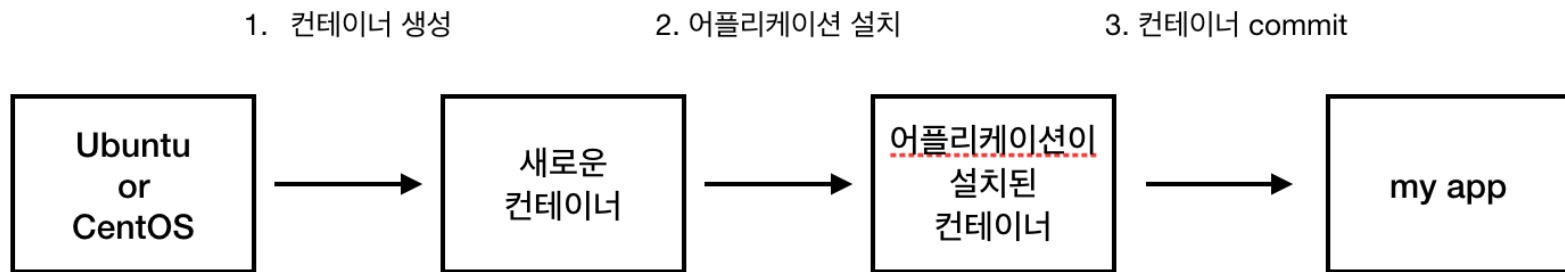 1. 컨테이너 생성
2. 어플리케이션 설치
3. 컨테이너 commit
Ubuntu
or
CentOS
새로운
컨테이너
어플리케이션이
설치된
컨테이너
my app